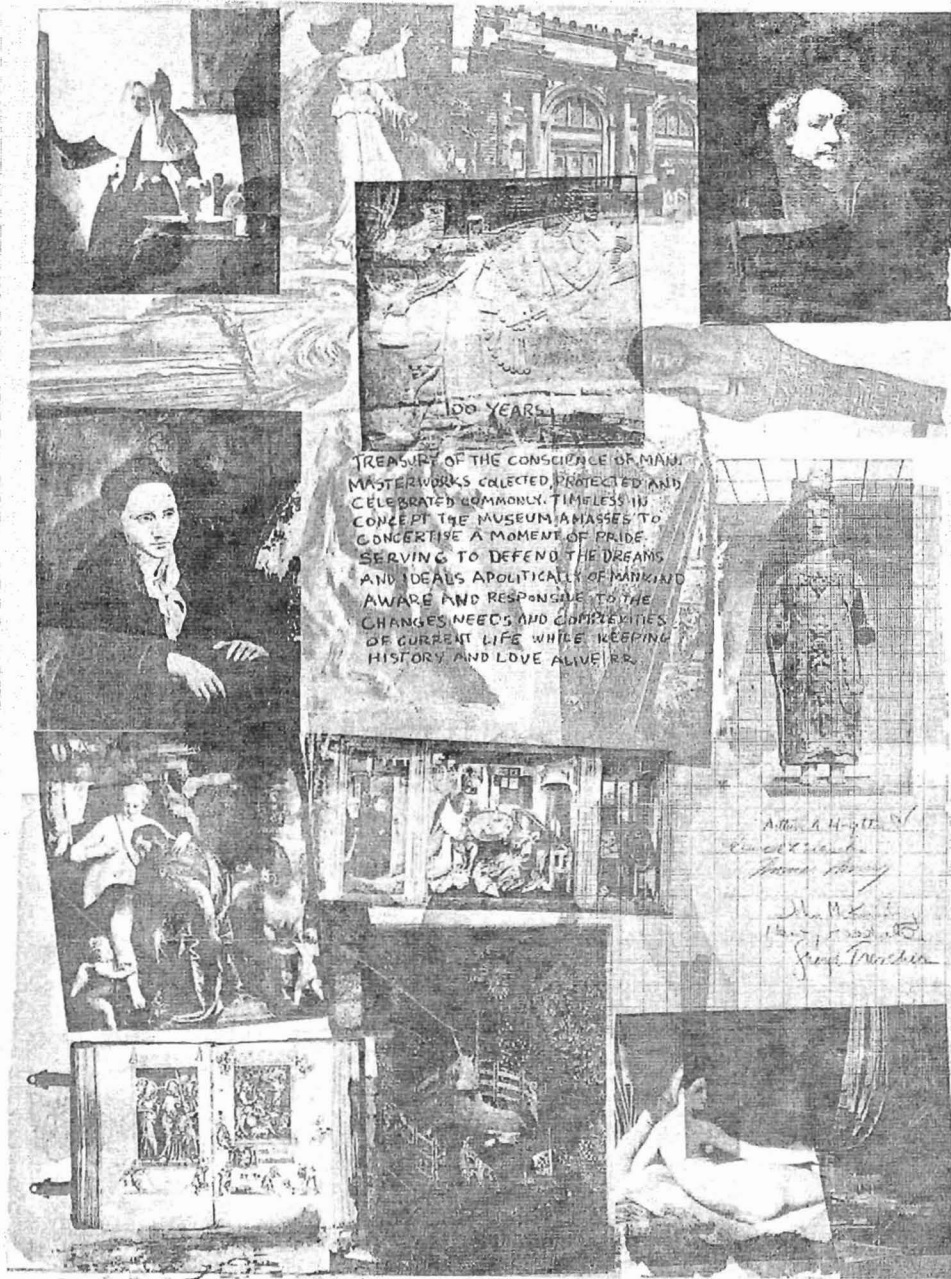 100 YEARS
TREASURY OF THE CONSCIENCE OF MAN.
MASTERWORKS COLLECTED, PROTECTED AND
CELEBRATED COMMONLY. TIMELESS IN
CONCEPT THE MUSEUM AMASSES TO
CONCERTISE A MOMENT OF PRIDE.
SERVING TO DEFEND THE DREAMS
AND IDEALS APOLITICALLY OF MANKIND
AWARE AND RESPONSIVE TO THE
CHANGES, NEEDS AND COMPLEXITIES
OF CURRENT LIFE WHILE KEEPING
HISTORY AND LOVE ALIVE RR.
George